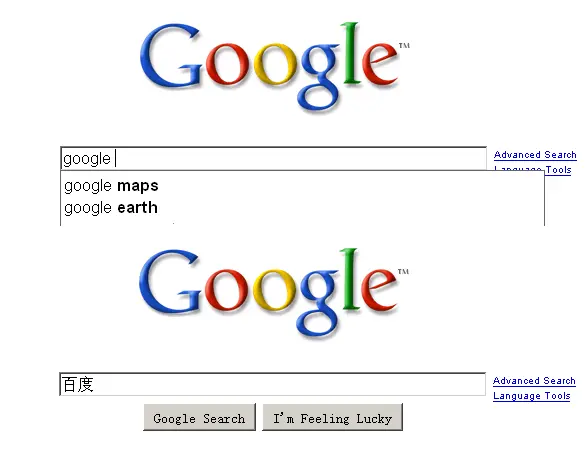 Google™
google
Advanced Search
Language Tools
google maps
google earth
Google™
百度
Advanced Search
Language Tools
Google Search
I'm Feeling Lucky